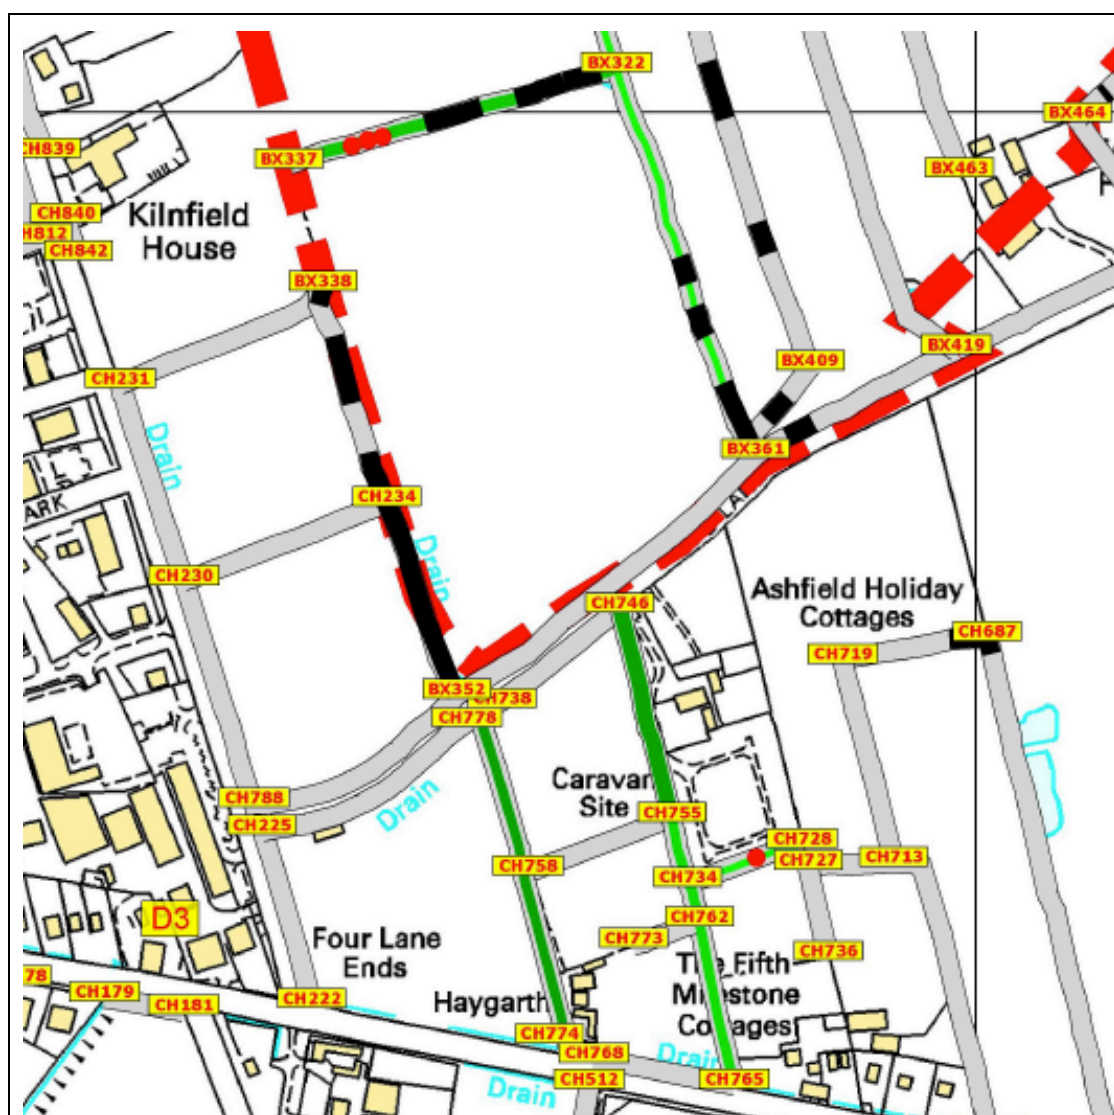 BX322
BX464
CH839
BX337
BX463
CH840
Kilnfield
House
H812
CH842
BX338
BX419
BX409
CH231
Drain
BX361
CH234
ARK
LA
Drain
CH230
Ashfield Holiday
Cottages
CH746
CH687
CH719
BX352
CH738
CH778
Caravan
Site
CH788
Drain
CH755
CH225
CH728
CH727
CH713
CH758
CH734
D3
CH762
Four Lane
Ends
CH773
CH736
The Fifth
Milestone
Cottages
78
CH179
CH181
CH222
Haygarth
CH774
CH768
Drain
CH512
CH765
Drain